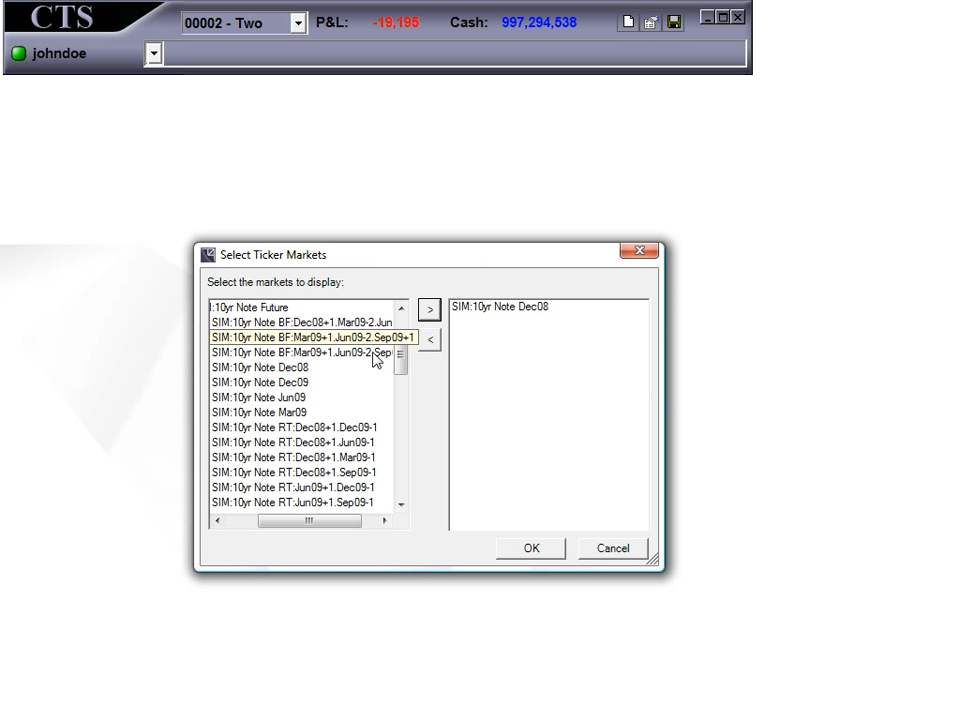 CTS
00002 - Two
P&L:
-19,195
Cash:
997,294,538
johndoe
Select Ticker Markets
Select the markets to display:
:10yr Note Future
SIM:10yr Note BF:Dec08+1.Mar09-2.Jun
SIM:10yr Note BF:Mar09+1.Jun09-2.Sep09+1
SIM:10yr Note BF:Mar09+1.Jun09-2.Sep
SIM:10yr Note Dec08
SIM:10yr Note Dec09
SIM:10yr Note Jun09
SIM:10yr Note Mar09
SIM:10yr Note RT:Dec08+1.Dec09-1
SIM:10yr Note RT:Dec08+1.Jun09-1
SIM:10yr Note RT:Dec08+1.Mar09-1
SIM:10yr Note RT:Dec08+1.Sep09-1
SIM:10yr Note RT:Jun09+1.Dec09-1
SIM:10yr Note RT:Jun09+1.Sep09-1
>
<
SIM:10yr Note Dec08
OK
Cancel